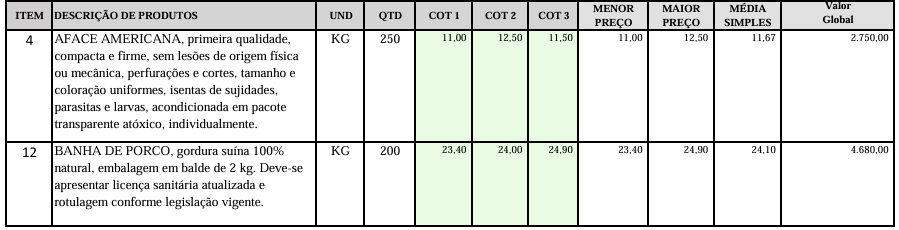 ITEM DESCRIÇÃO DE PRODUTOS UND QTD COT 1 COT 2 COT 3 MENOR PREÇO MAIOR PREÇO MÉDIA SIMPLES Valor Global
4 AFACE AMERICANA, primeira qualidade, KG 250 11,00 12,50 11,50 11,00 12,50 11,67 2.750,00
compacta e firme, sem lesões de origem física
ou mecânica, perfurações e cortes, tamanho e
coloração uniformes, isentas de sujidades,
parasitas e larvas, acondicionada em pacote
transparente atóxico, individualmente.
12 BANHA DE PORCO, gordura suína 100% KG 200 23,40 24,00 24,90 23,40 24,90 24,10 4.680,00
natural, embalagem em balde de 2 kg. Deve-se
apresentar licença sanitária atualizada e
rotulagem conforme legislação vigente.